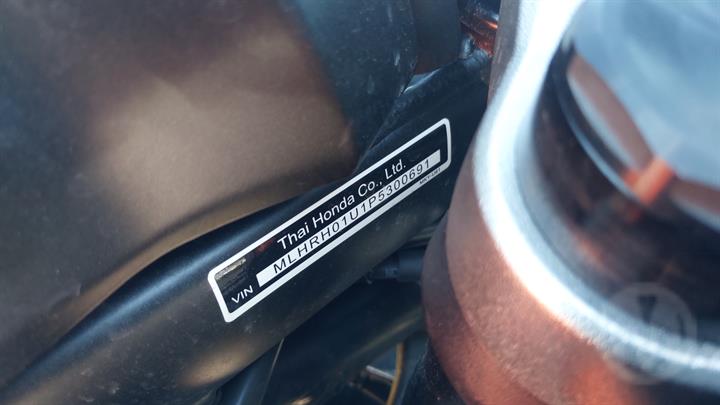 Thai Honda Co., Ltd.
VIN MLHRH01U1P5300691